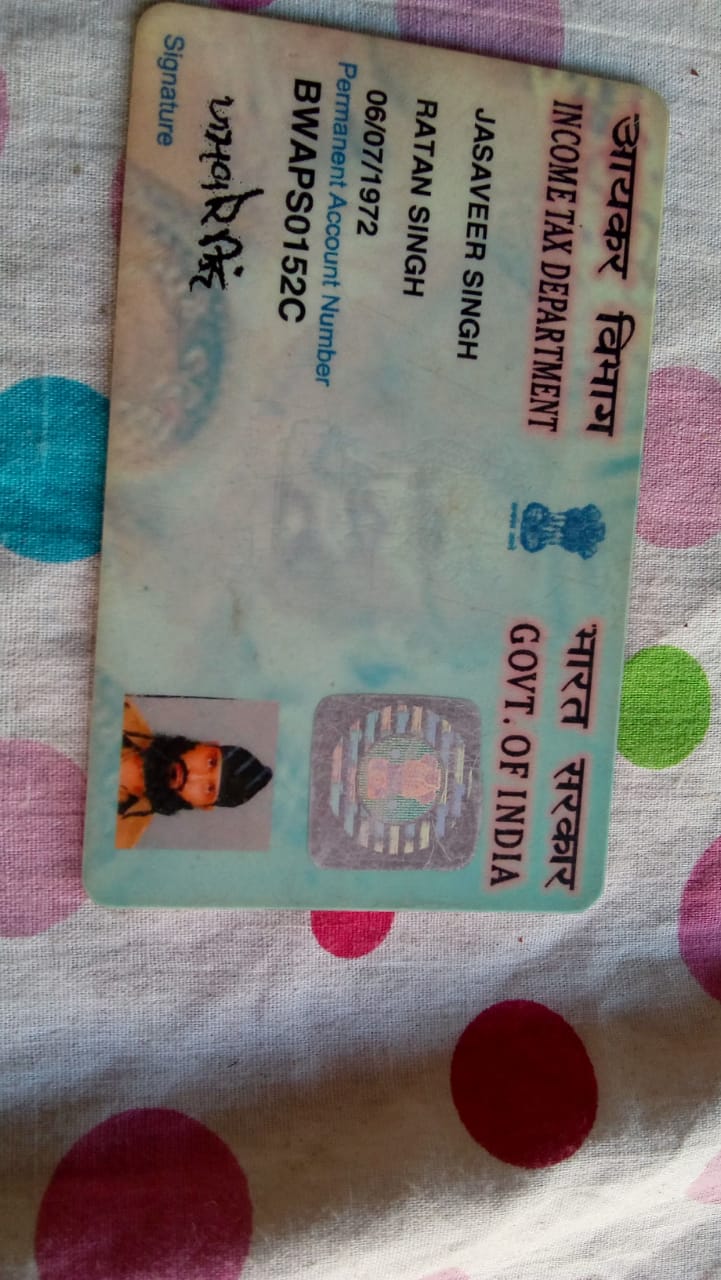 आयकर विभाग
INCOME TAX DEPARTMENT
भारत सरकार
GOVT. OF INDIA
JASAVEER SINGH
RATAN SINGH
06/07/1972
Permanent Account Number
BWAPS0152C
Signature